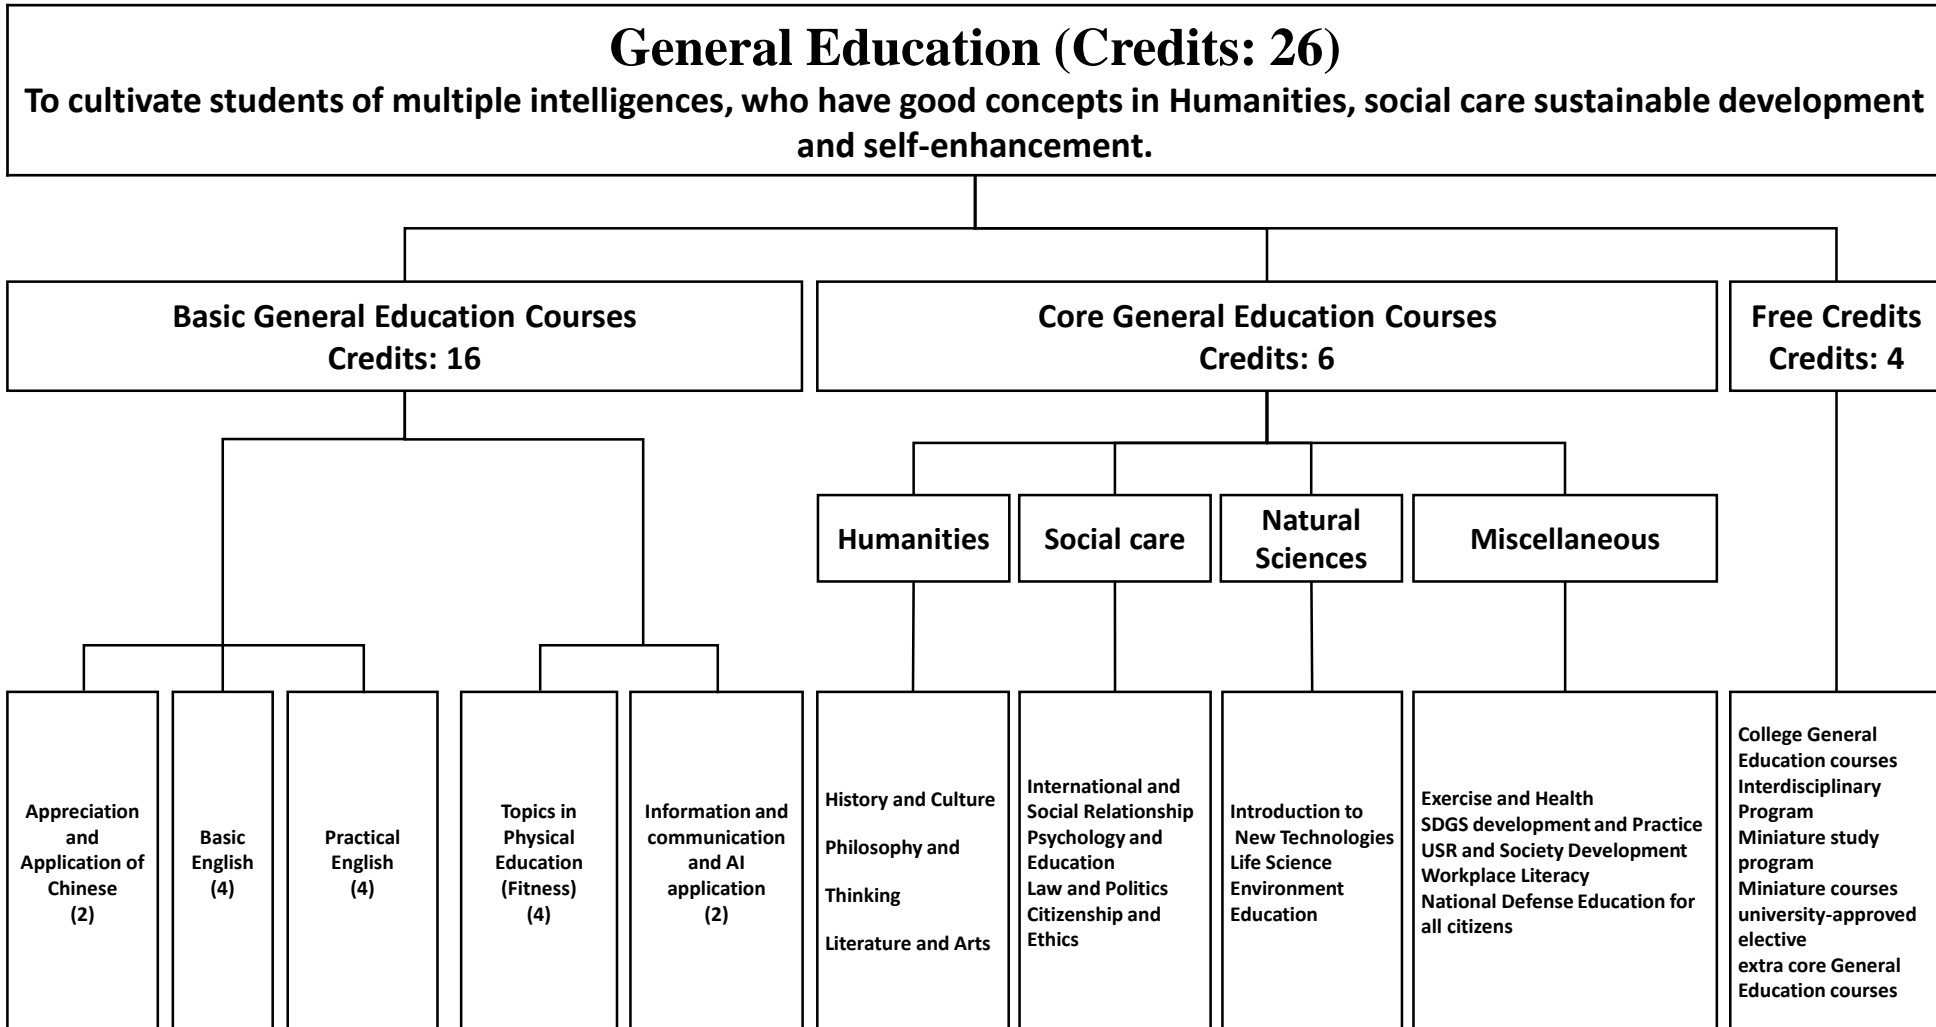 General Education (Credits: 26)
To cultivate students of multiple intelligences, who have good concepts in Humanities, social care sustainable development
and self-enhancement.
Basic General Education Courses
Credits: 16
Core General Education Courses
Credits: 6
Free Credits
Credits: 4
Humanities
Social care
Natural
Sciences
Miscellaneous
Appreciation
and
Application of
Chinese
(2)
Basic
English
(4)
Practical
English
(4)
Topics in
Physical
Education
(Fitness)
(4)
Information and
communication
and AI
application
(2)
History and Culture
Philosophy and
Thinking
Literature and Arts
International and
Social Relationship
Psychology and
Education
Law and Politics
Citizenship and
Ethics
Introduction to
New Technologies
Life Science
Environment
Education
Exercise and Health
SDGS development and Practice
USR and Society Development
Workplace Literacy
National Defense Education for
all citizens
College General
Education courses
Interdisciplinary
Program
Miniature study
program
Miniature courses
university-approved
elective
extra core General
Education courses